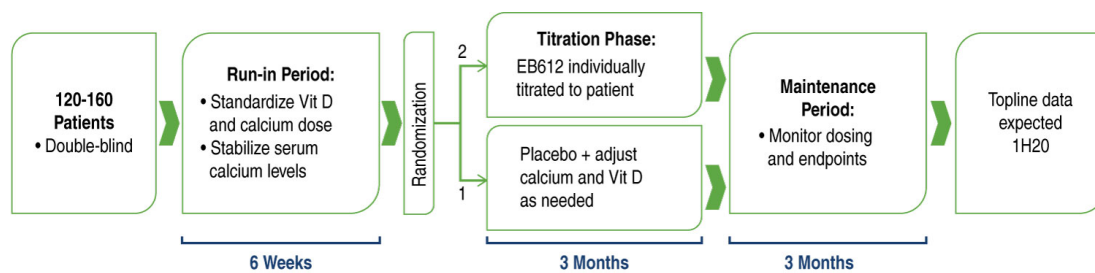 120-160
Patients
• Double-blind
Run-in Period:
• Standardize Vit D
and calcium dose
• Stabilize serum
calcium levels
6 Weeks
Randomization
2
1
Titration Phase:
EB612 individually
titrated to patient
Placebo + adjust
calcium and Vit D
as needed
3 Months
Maintenance
Period:
• Monitor dosing
and endpoints
3 Months
Topline data
expected
1H20